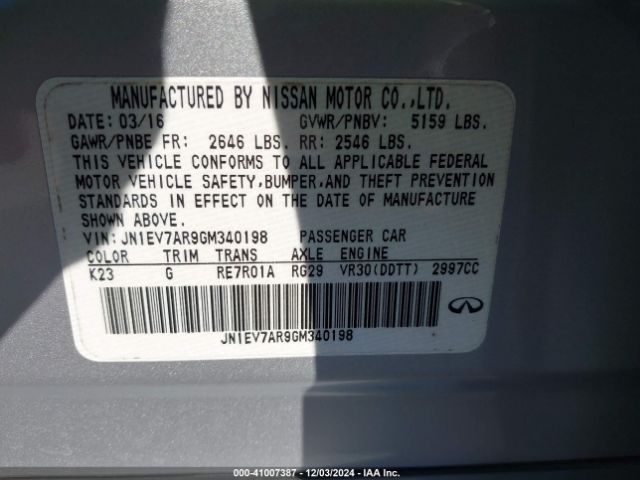 MANUFACTURED BY NISSAN MOTOR CO.,LTD.
DATE: 03/16 GVWR/PNBV: 5159 LBS.
GAWR/PNBE FR: 2646 LBS. RR: 2546 LBS.
THIS VEHICLE CONFORMS TO ALL APPLICABLE FEDERAL
MOTOR VEHICLE SAFETY,BUMPER,AND THEFT PREVENTION
STANDARDS IN EFFECT ON THE DATE OF MANUFACTURE
SHOWN ABOVE.
VIN: JN1EV7AR9GM340198 PASSENGER CAR
COLOR TRIM TRANS AXLE ENGINE
K23 G RE7R01A RG29 VR30(DDTT) 2997CC
JN1EV7AR9GM340198
000-41007387 - 12/03/2024 - IAA Inc.